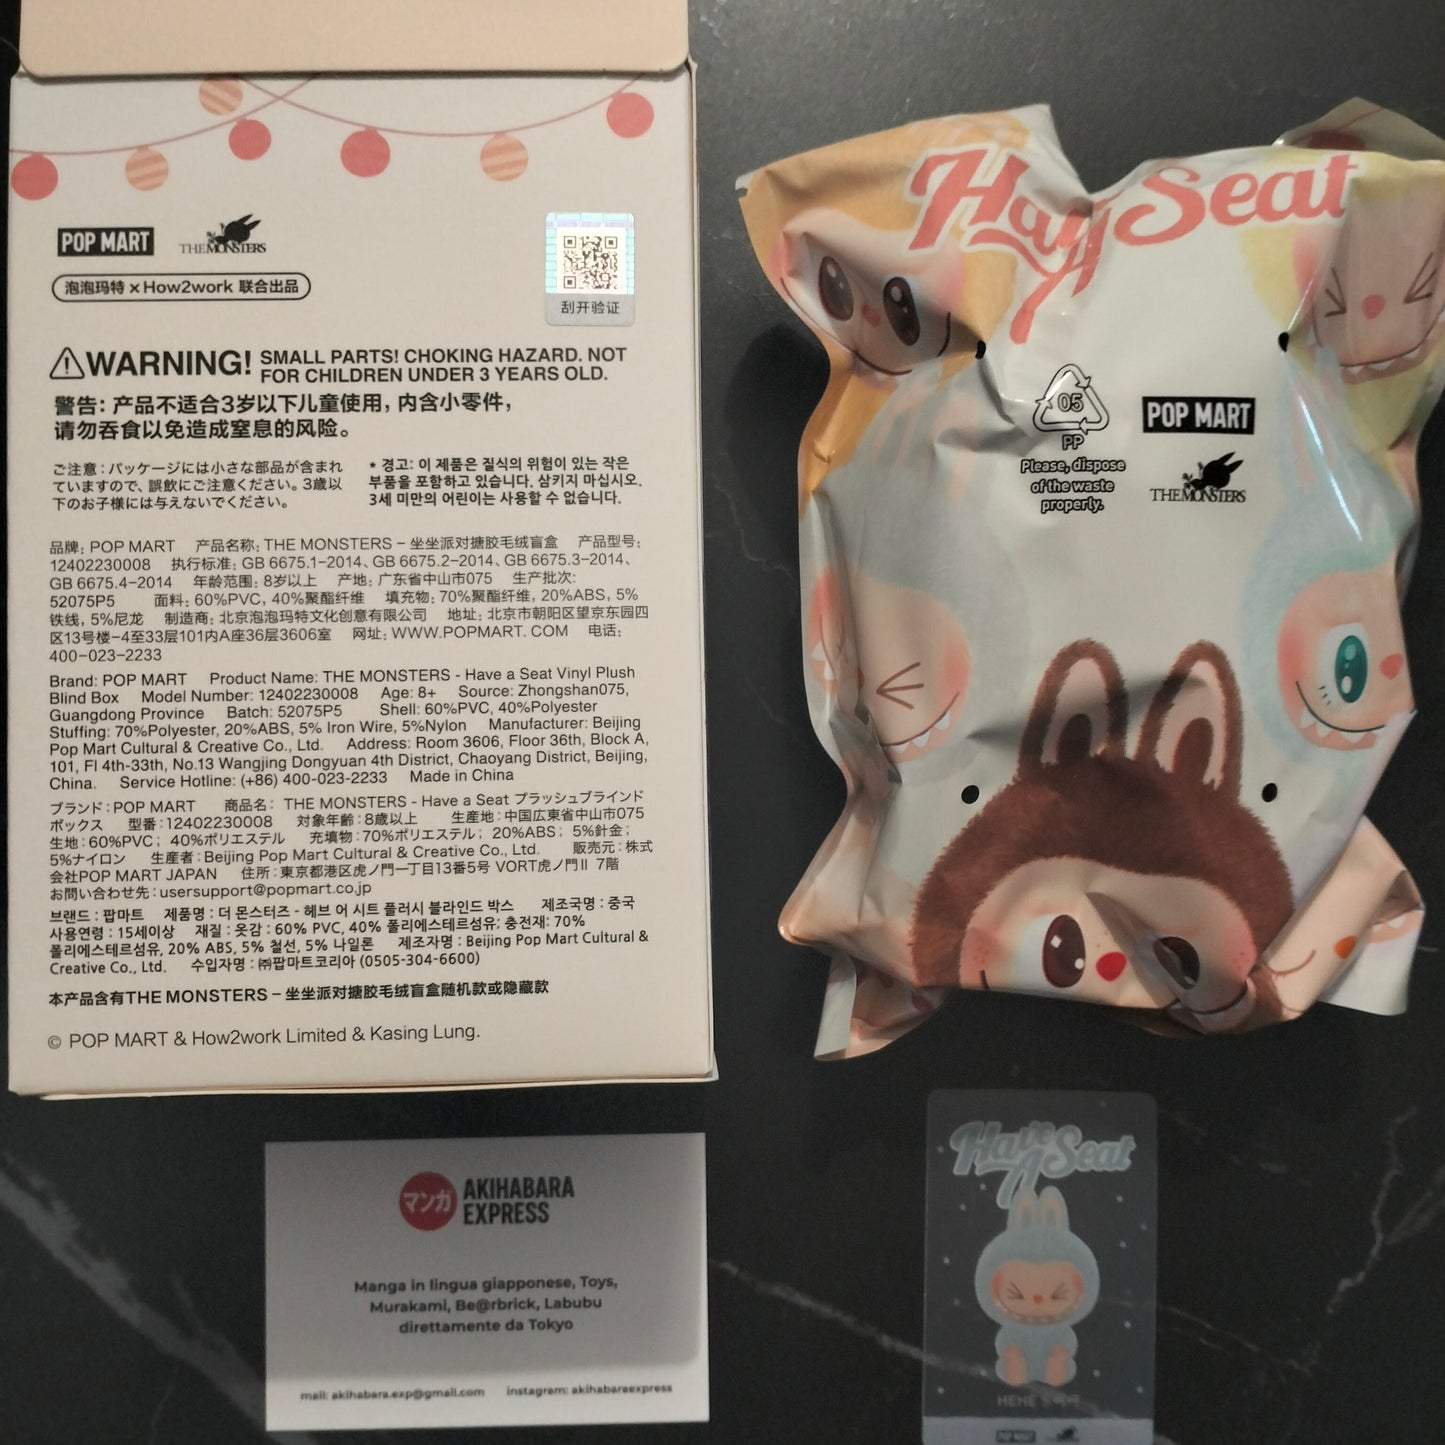 POP MART THE MONSTERS
泡泡玛特 × How2work 联合出品
刮开验证
WARNING! SMALL PARTS! CHOKING HAZARD. NOT
FOR CHILDREN UNDER 3 YEARS OLD.
警告: 产品不适合3岁以下儿童使用, 内含小零件,
请勿吞食以免造成窒息的风险。
ご注意:パッケージには小さな部品が含まれ
ていますので、誤飲にご注意ください。3歳以
下のお子様には与えないでください。
* 경고: 이 제품은 질식의 위험이 있는 작은
부품을 포함하고 있습니다. 삼키지 마십시오.
3세 미만의 어린이는 사용할 수 없습니다.
品牌: POP MART 产品名称: THE MONSTERS – 坐坐派对搪胶毛绒盲盒 产品型号:
12402230008 执行标准: GB 6675.1-2014、GB 6675.2-2014、GB 6675.3-2014、
GB 6675.4-2014 年龄范围: 8岁以上 产地: 广东省中山市075 生产批次:
52075P5 面料: 60%PVC, 40%聚酯纤维 填充物: 70%聚酯纤维, 20%ABS, 5%
铁线, 5%尼龙 制造商: 北京泡泡玛特文化创意有限公司 地址: 北京市朝阳区望京东园四
区13号楼-4至33层101内A座36层3606室 网址: WWW.POPMART. COM 电话:
400-023-2233
Brand: POP MART Product Name: THE MONSTERS - Have a Seat Vinyl Plush
Blind Box Model Number: 12402230008 Age: 8+ Source: Zhongshan075,
Guangdong Province Batch: 52075P5 Shell: 60%PVC, 40%Polyester
Stuffing: 70%Polyester, 20%ABS, 5% Iron Wire, 5%Nylon Manufacturer: Beijing
Pop Mart Cultural & Creative Co., Ltd. Address: Room 3606, Floor 36th, Block A,
101, Fl 4th-33th, No.13 Wangjing Dongyuan 4th District, Chaoyang District, Beijing,
China. Service Hotline: (+86) 400-023-2233 Made in China
ブランド:POP MART 商品名: THE MONSTERS - Have a Seat プラッシュブラインド
ボックス 型番:12402230008 対象年齢:8歳以上 生産地:中国広東省中山市075
生地:60%PVC; 40%ポリエステル 充填物:70%ポリエステル; 20%ABS; 5%針金;
5%ナイロン 生産者:Beijing Pop Mart Cultural & Creative Co., Ltd. 販売元:株式
会社POP MART JAPAN 住所:東京都港区虎ノ門一丁目13番5号 VORT虎ノ門Ⅱ 7階
お問い合わせ先:usersupport@popmart.co.jp
브랜드 : 팝마트 제품명 : 더 몬스터즈 - 헤브 어 시트 플러시 블라인드 박스 제조국명 : 중국
사용연령 : 15세이상 재질 : 옷감 : 60% PVC, 40% 폴리에스테르섬유; 충전재: 70%
폴리에스테르섬유, 20% ABS, 5% 철선, 5% 나일론 제조자명 : Beijing Pop Mart Cultural &
Creative Co., Ltd. 수입자명 : ㈜팝마트코리아 (0505-304-6600)
本产品含有THE MONSTERS – 坐坐派对搪胶毛绒盲盒随机款或隐藏款
© POP MART & How2work Limited & Kasing Lung.
Seat
05
PP
Please, dispose
of the waste
properly.
POP MART
THE MONSTERS
マンガ AKIHABARA
EXPRESS
Manga in lingua giapponese, Toys,
Murakami, Be@rbrick, Labubu
direttamente da Tokyo
mail: akihabara.exp@gmail.com instagram: akihabaraexpress
Have
A Seat
HEHE
POP MART